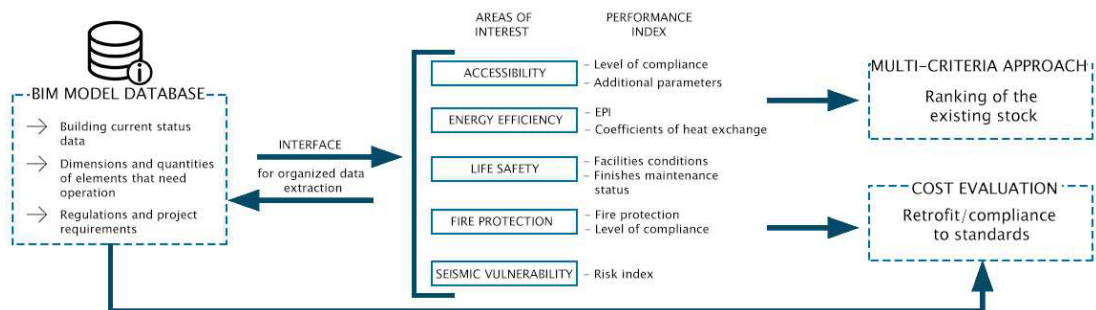 BIM MODEL DATABASE
Building current status
data
Dimensions and quantities
of elements that need
operation
Regulations and project
requirements
INTERFACE
for organized data
extraction
AREAS OF
INTEREST
PERFORMANCE
INDEX
ACCESSIBILITY
– Level of compliance
– Additional parameters
ENERGY EFFICIENCY
– EPI
– Coefficients of heat exchange
LIFE SAFETY
– Facilities conditions
– Finishes maintenance
status
FIRE PROTECTION
– Fire protection
– Level of compliance
SEISMIC VULNERABILITY
– Risk index
MULTI-CRITERIA APPROACH
Ranking of the
existing stock
COST EVALUATION
Retrofit/compliance
to standards